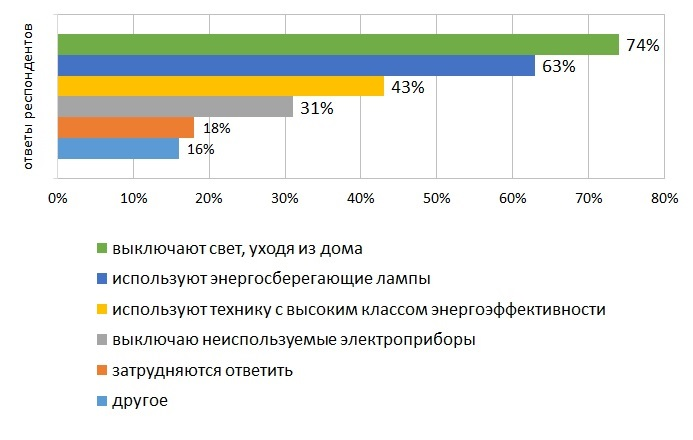 ответы респондентов
74%
63%
43%
31%
18%
16%
0% 10% 20% 30% 40% 50% 60% 70% 80%
выключают свет, уходя из дома
используют энергосберегающие лампы
используют технику с высоким классом энергоэффективности
выключаю неиспользуемые электроприборы
затрудняются ответить
другое